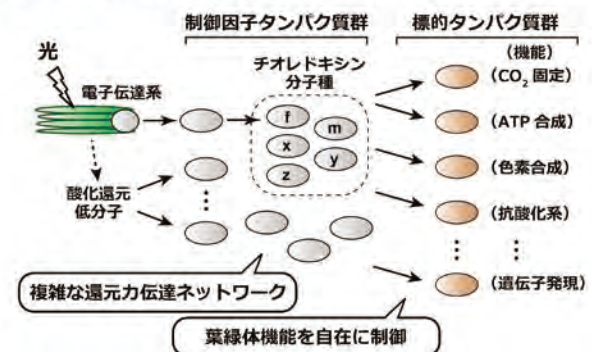 制御因子タンパク質群
標的タンパク質群
光
電子伝達系
チオレドキシン
分子種
f
m
x
y
z
酸化還元
低分子
(機能)
(CO₂ 固定)
(ATP 合成)
(色素合成)
(抗酸化系)
(遺伝子発現)
複雑な還元力伝達ネットワーク
葉緑体機能を自在に制御